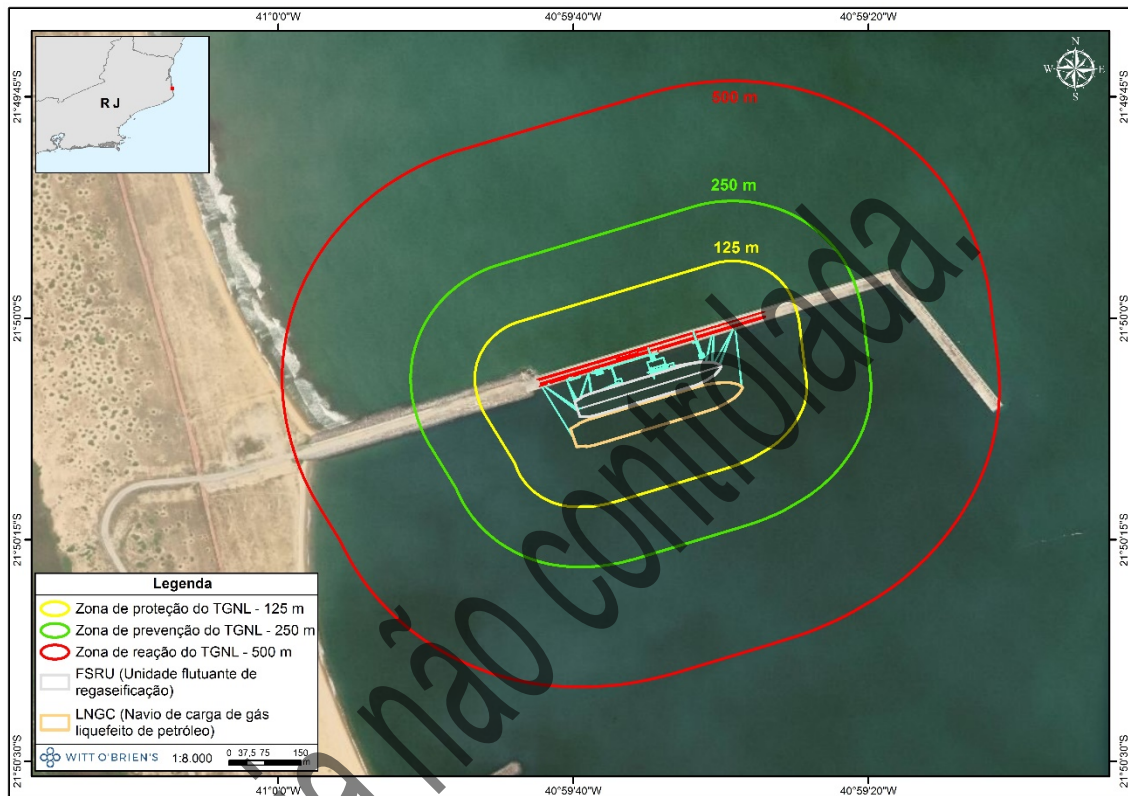 41°0'0"W
40°59'40"W
40°59'20"W
N
W
E
S
R J
21°49'45"S
21°49'45"S
500 m
250 m
125 m
21°50'0"S
21°50'0"S
21°50'15"S
21°50'15"S
Legenda
Zona de proteção do TGNL - 125 m
Zona de prevenção do TGNL - 250 m
Zona de reação do TGNL - 500 m
FSRU (Unidade flutuante de
regaseificação)
LNGC (Navio de carga de gás
liquefeito de petróleo)
WITT O'BRIEN'S
1:8.000
0 37,5 75 150
m
21°50'30"S
21°50'30"S
41°0'0"W
40°59'40"W
40°59'20"W
não controlada.